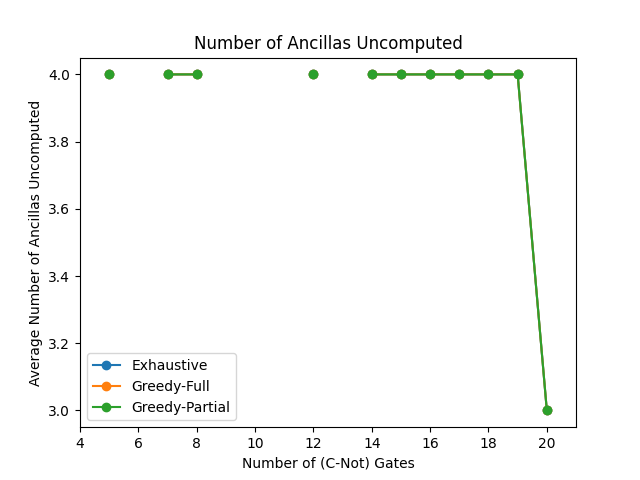 Number of Ancillas Uncomputed
Average Number of Ancillas Uncomputed
4.0
3.8
3.6
3.4
3.2
3.0
Exhaustive
Greedy-Full
Greedy-Partial
4 6 8 10 12 14 16 18 20
Number of (C-Not) Gates